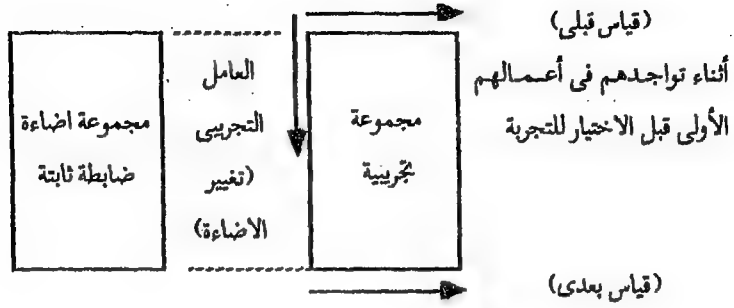 (قياس قبلى)
أثناء تواجدهم فى أعمالهم
الأولى قبل الاختيار للتجربة
مجموعة
تجريبية
العامل
التجريبى
(تغيير
الاضاءة)
مجموعة اضاءة
ضابطة ثابتة
(قياس بعدى)